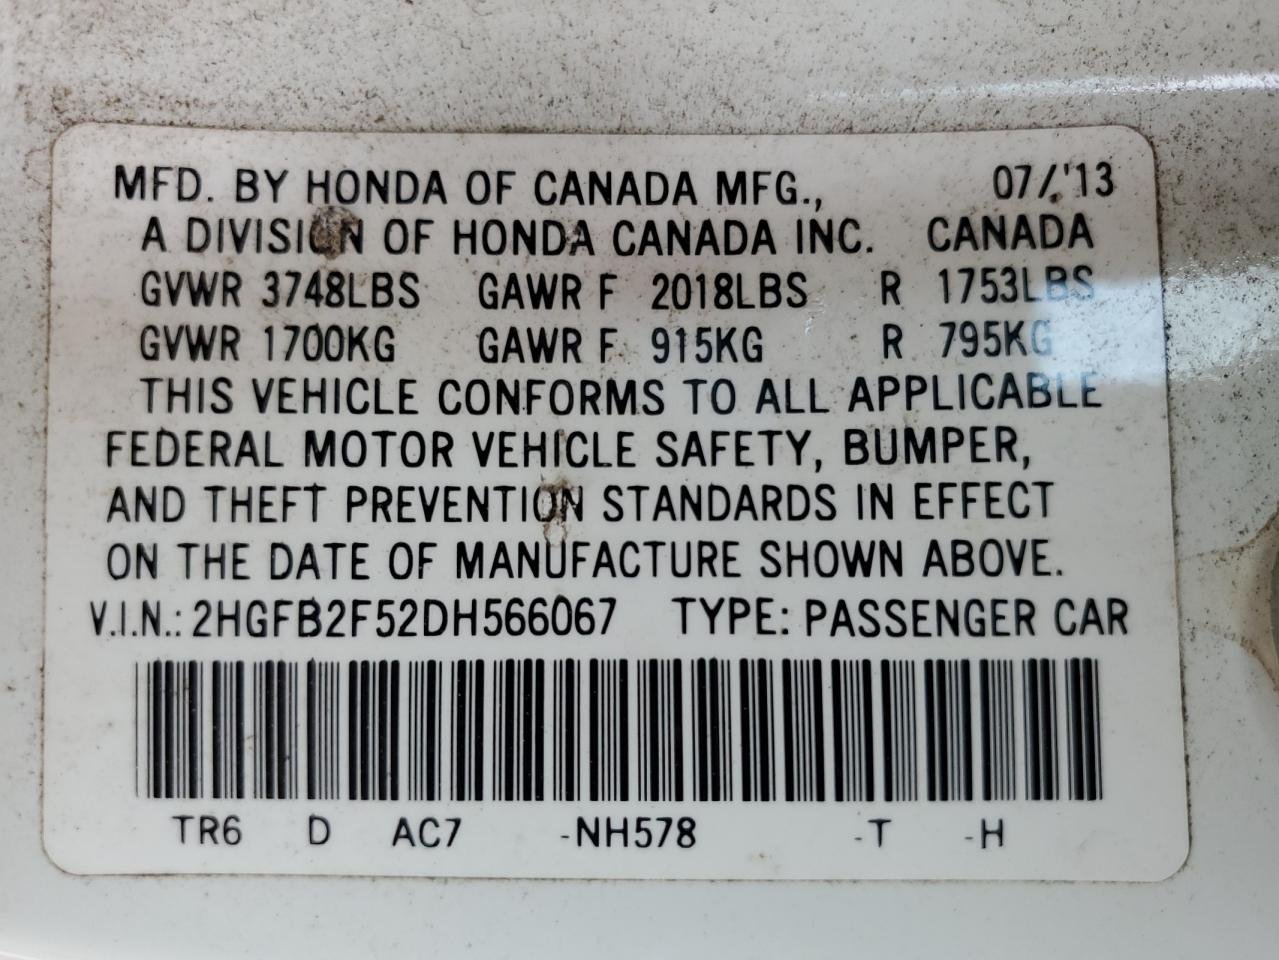 MFD. BY HONDA OF CANADA MFG., 07/'13
A DIVISION OF HONDA CANADA INC. CANADA
GVWR 3748LBS GAWR F 2018LBS R 1753LBS
GVWR 1700KG GAWR F 915KG R 795KG
THIS VEHICLE CONFORMS TO ALL APPLICABLE
FEDERAL MOTOR VEHICLE SAFETY, BUMPER,
AND THEFT PREVENTION STANDARDS IN EFFECT
ON THE DATE OF MANUFACTURE SHOWN ABOVE.
V.I.N.: 2HGFB2F52DH566067 TYPE: PASSENGER CAR
TR6 D AC7 -NH578 -T -H